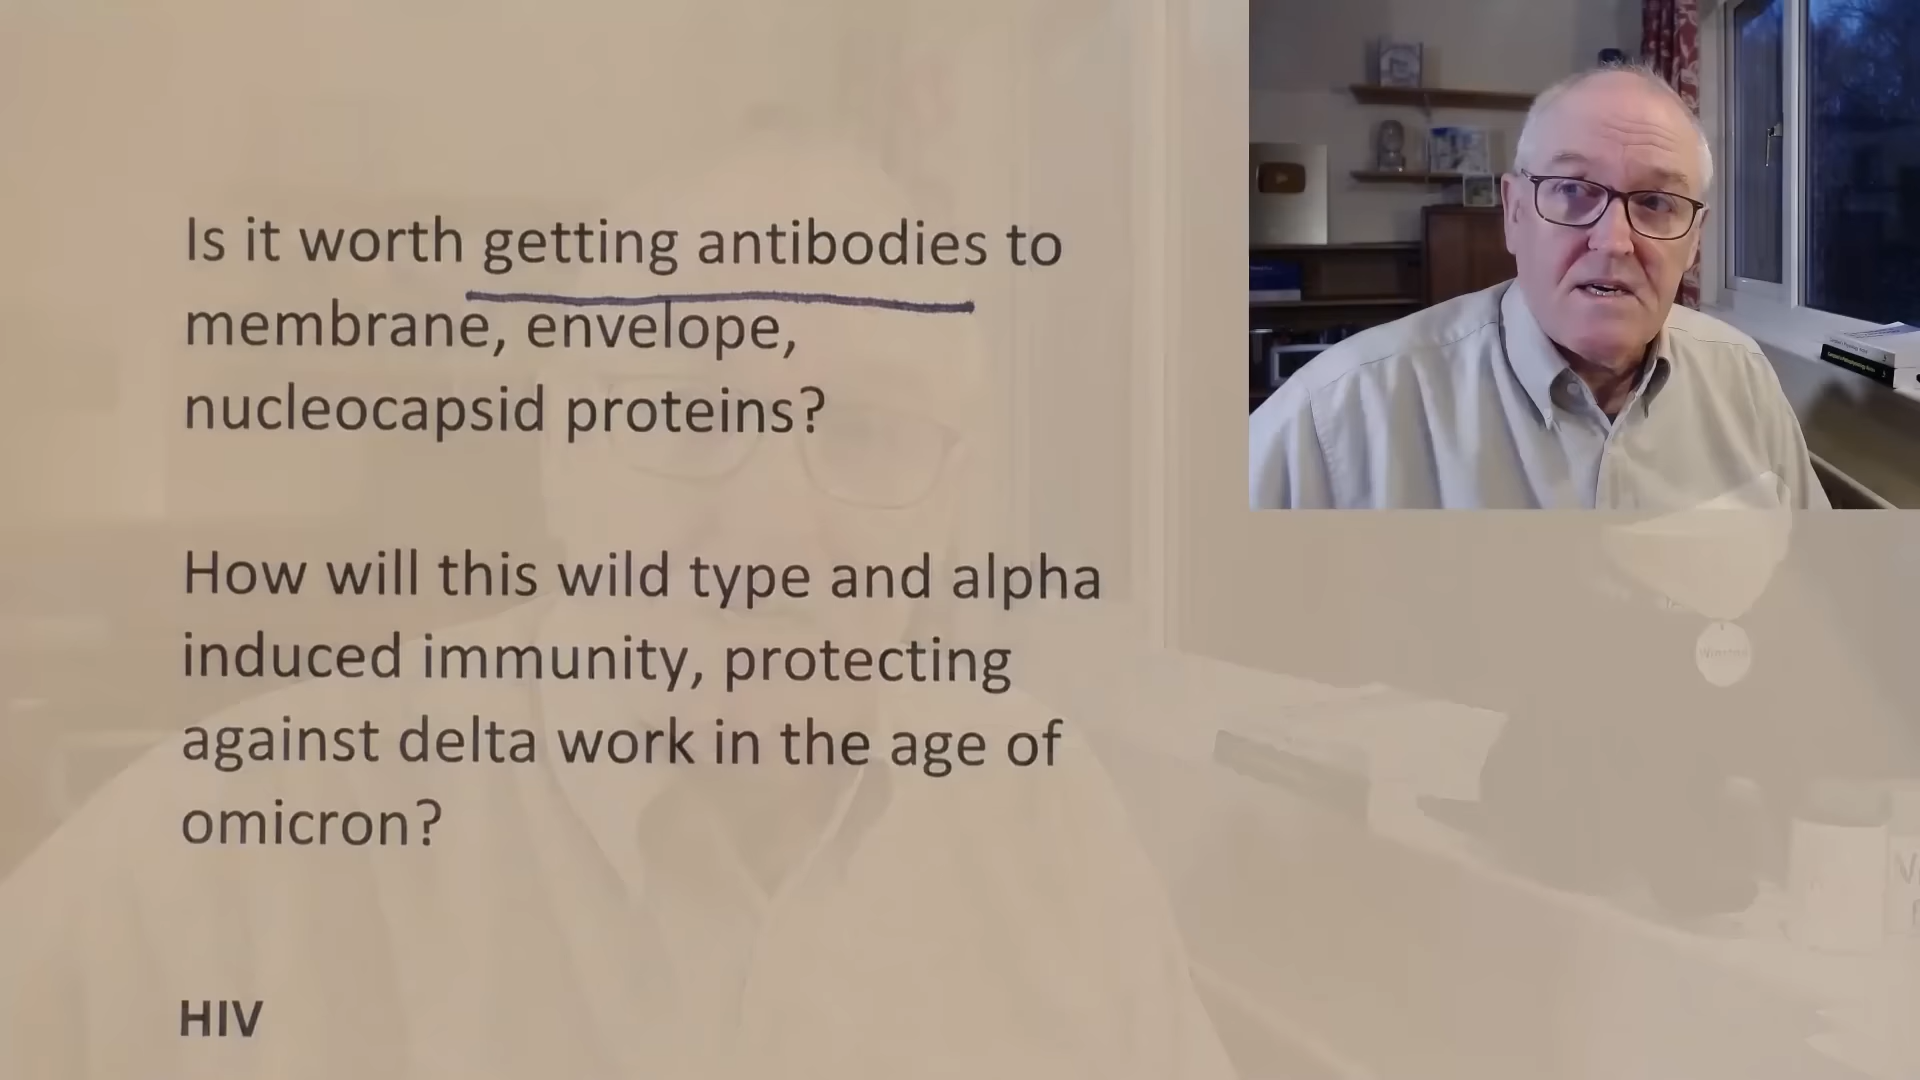 Is it worth getting antibodies to
membrane, envelope,
nucleocapsid proteins?
How will this wild type and alpha
induced immunity, protecting
against delta work in the age of
omicron?
HIV